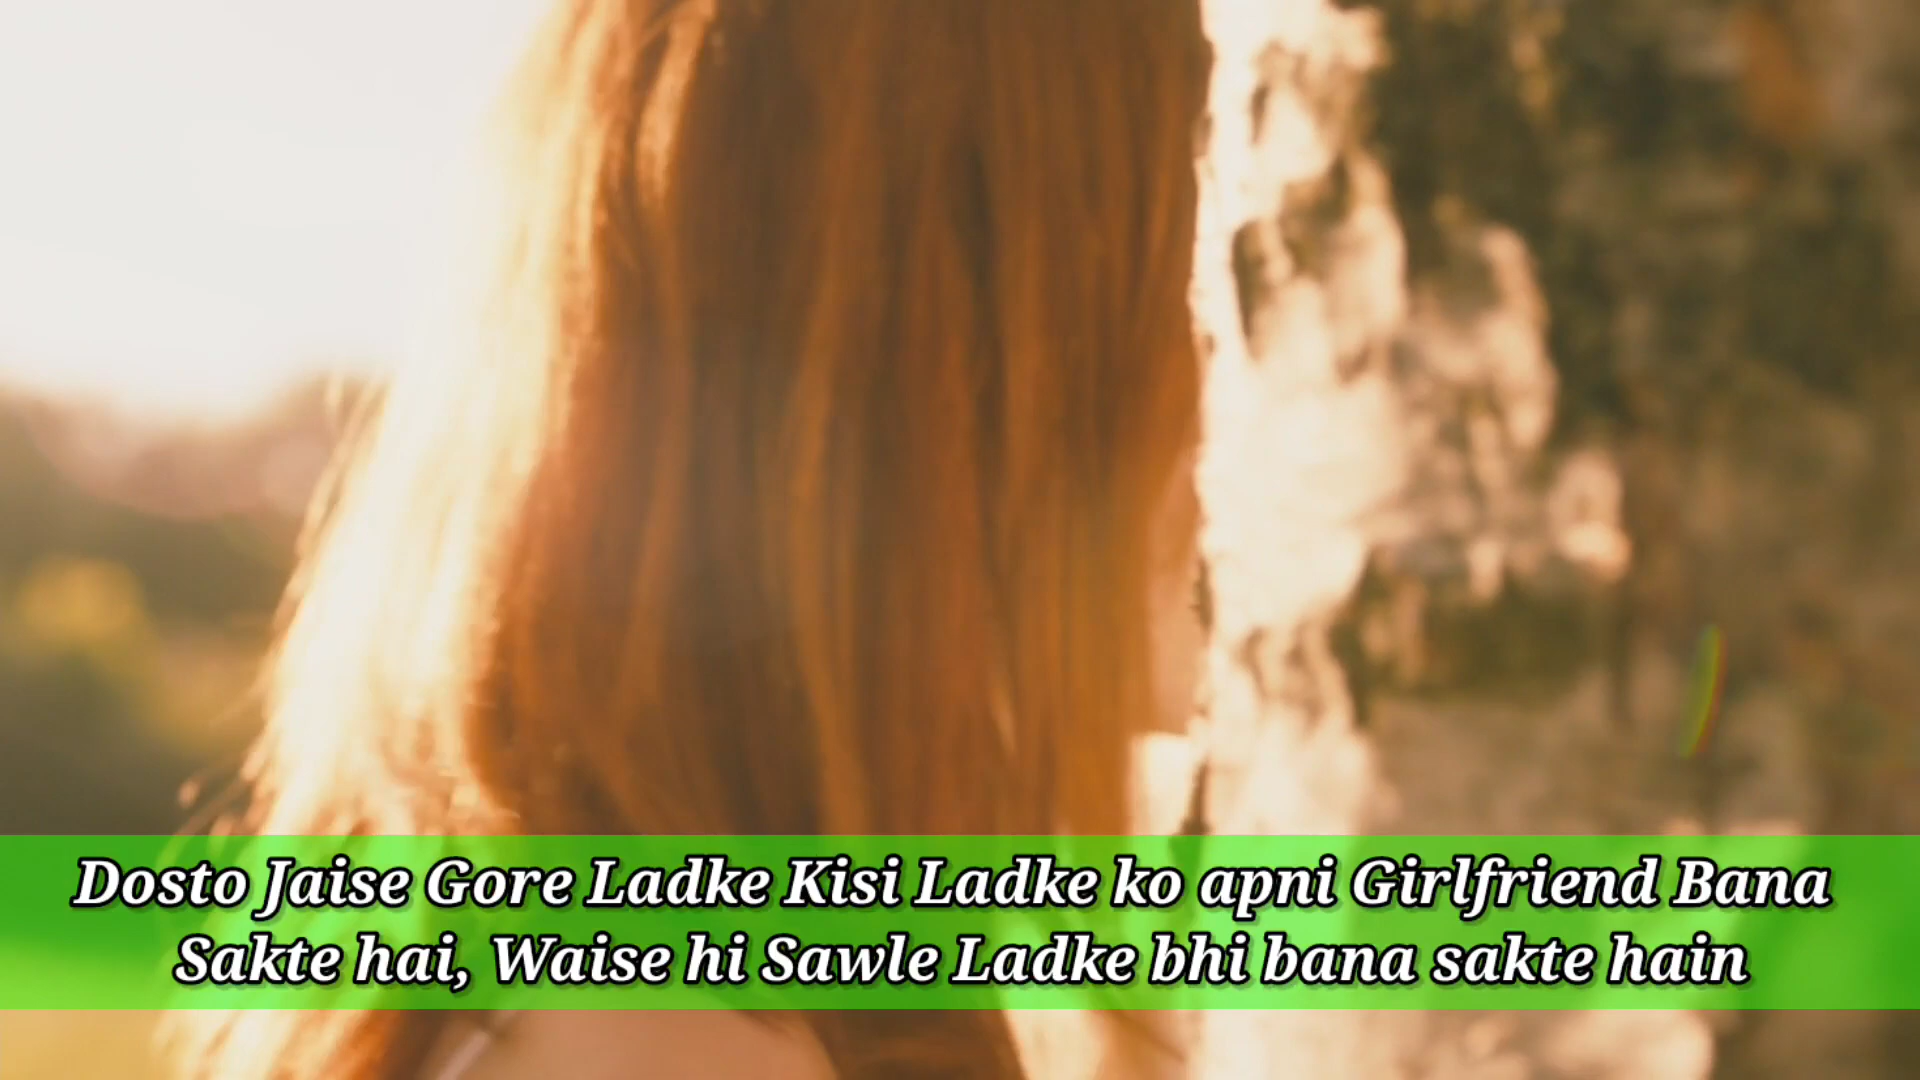 Dosto Jaise Gore Ladke Kisi Ladke ko apni Girlfriend Bana
Sakte hai, Waise hi Sawle Ladke bhi bana sakte hain